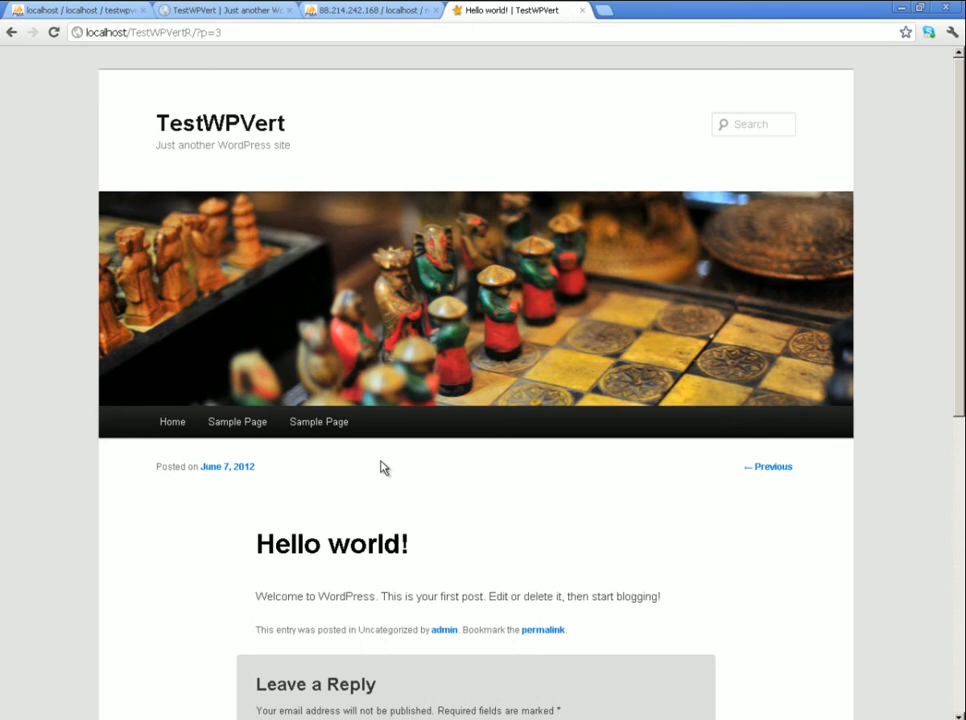 localhost / localhost / testwpv
TestWPVert | Just another Wo
88.214.242.168 / localhost / r
Hello world! | TestWPVert
localhost/TestWPVertR/?p=3
TestWPVert
Just another WordPress site
Search
Home Sample Page Sample Page
Posted on June 7, 2012
← Previous
Hello world!
Welcome to WordPress. This is your first post. Edit or delete it, then start blogging!
This entry was posted in Uncategorized by admin. Bookmark the permalink.
Leave a Reply
Your email address will not be published. Required fields are marked *